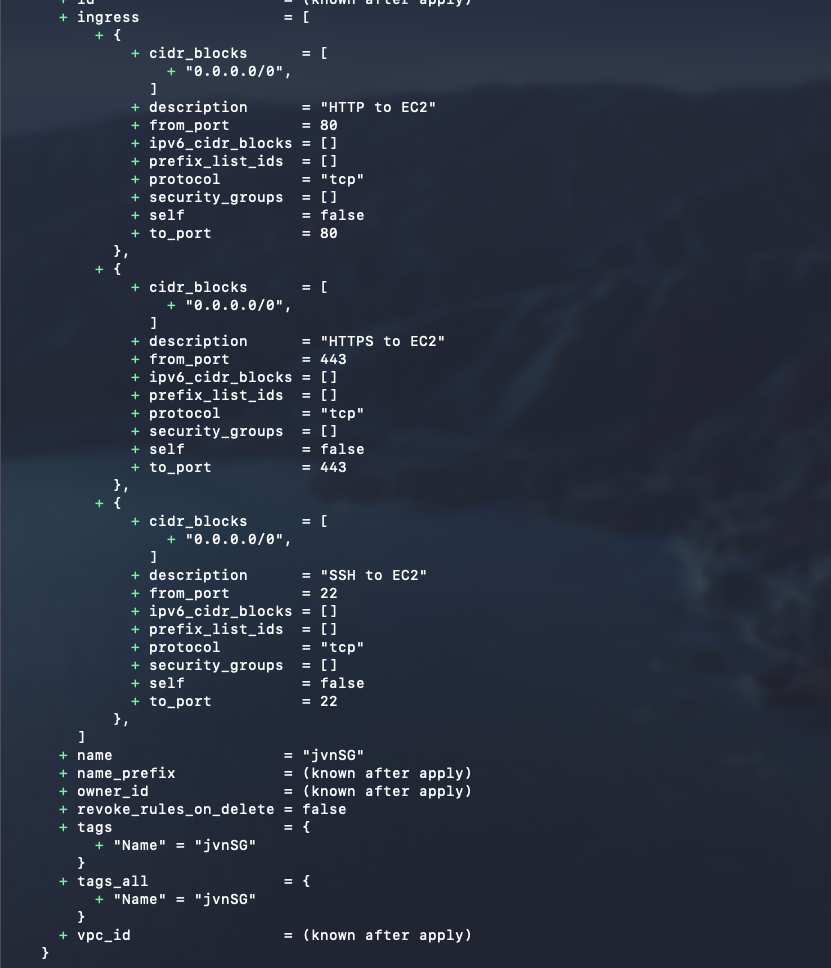 + id = (known after apply)
+ ingress = [
+ {
+ cidr_blocks = [
+ "0.0.0.0/0",
]
+ description = "HTTP to EC2"
+ from_port = 80
+ ipv6_cidr_blocks = []
+ prefix_list_ids = []
+ protocol = "tcp"
+ security_groups = []
+ self = false
+ to_port = 80
},
+ {
+ cidr_blocks = [
+ "0.0.0.0/0",
]
+ description = "HTTPS to EC2"
+ from_port = 443
+ ipv6_cidr_blocks = []
+ prefix_list_ids = []
+ protocol = "tcp"
+ security_groups = []
+ self = false
+ to_port = 443
},
+ {
+ cidr_blocks = [
+ "0.0.0.0/0",
]
+ description = "SSH to EC2"
+ from_port = 22
+ ipv6_cidr_blocks = []
+ prefix_list_ids = []
+ protocol = "tcp"
+ security_groups = []
+ self = false
+ to_port = 22
},
]
+ name = "jvnSG"
+ name_prefix = (known after apply)
+ owner_id = (known after apply)
+ revoke_rules_on_delete = false
+ tags = {
+ "Name" = "jvnSG"
}
+ tags_all = {
+ "Name" = "jvnSG"
}
+ vpc_id = (known after apply)
}